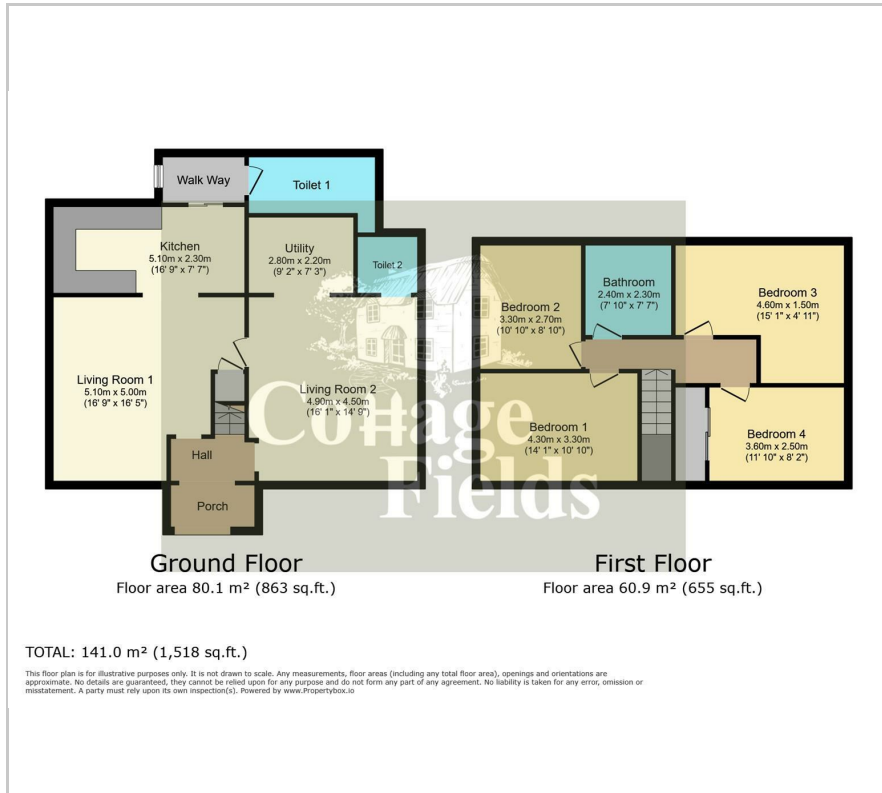 Walk Way
Toilet 1
Kitchen
5.10m x 2.30m
(16' 9" x 7' 7")
Utility
2.80m x 2.20m
(9' 2" x 7' 3")
Toilet 2
Living Room 1
5.10m x 5.00m
(16' 9" x 16' 5")
Living Room 2
4.90m x 4.50m
(16' 1" x 14' 9")
Hall
Porch
Bedroom 2
3.30m x 2.70m
(10' 10" x 8' 10")
Bathroom
2.40m x 2.30m
(7' 10" x 7' 7")
Bedroom 3
4.60m x 1.50m
(15' 1" x 4' 11")
Bedroom 1
4.30m x 3.30m
(14' 1" x 10' 10")
Bedroom 4
3.60m x 2.50m
(11' 10" x 8' 2")
Cottage
Fields
Ground Floor
Floor area 80.1 m² (863 sq.ft.)
First Floor
Floor area 60.9 m² (655 sq.ft.)
TOTAL: 141.0 m² (1,518 sq.ft.)
This floor plan is for illustrative purposes only. It is not drawn to scale. Any measurements, floor areas (including any total floor area), openings and orientations are
approximate. No details are guaranteed, they cannot be relied upon for any purpose and do not form any part of any agreement. No liability is taken for any error, omission or
misstatement. A party must rely upon its own inspection(s). Powered by www.Propertybox.io